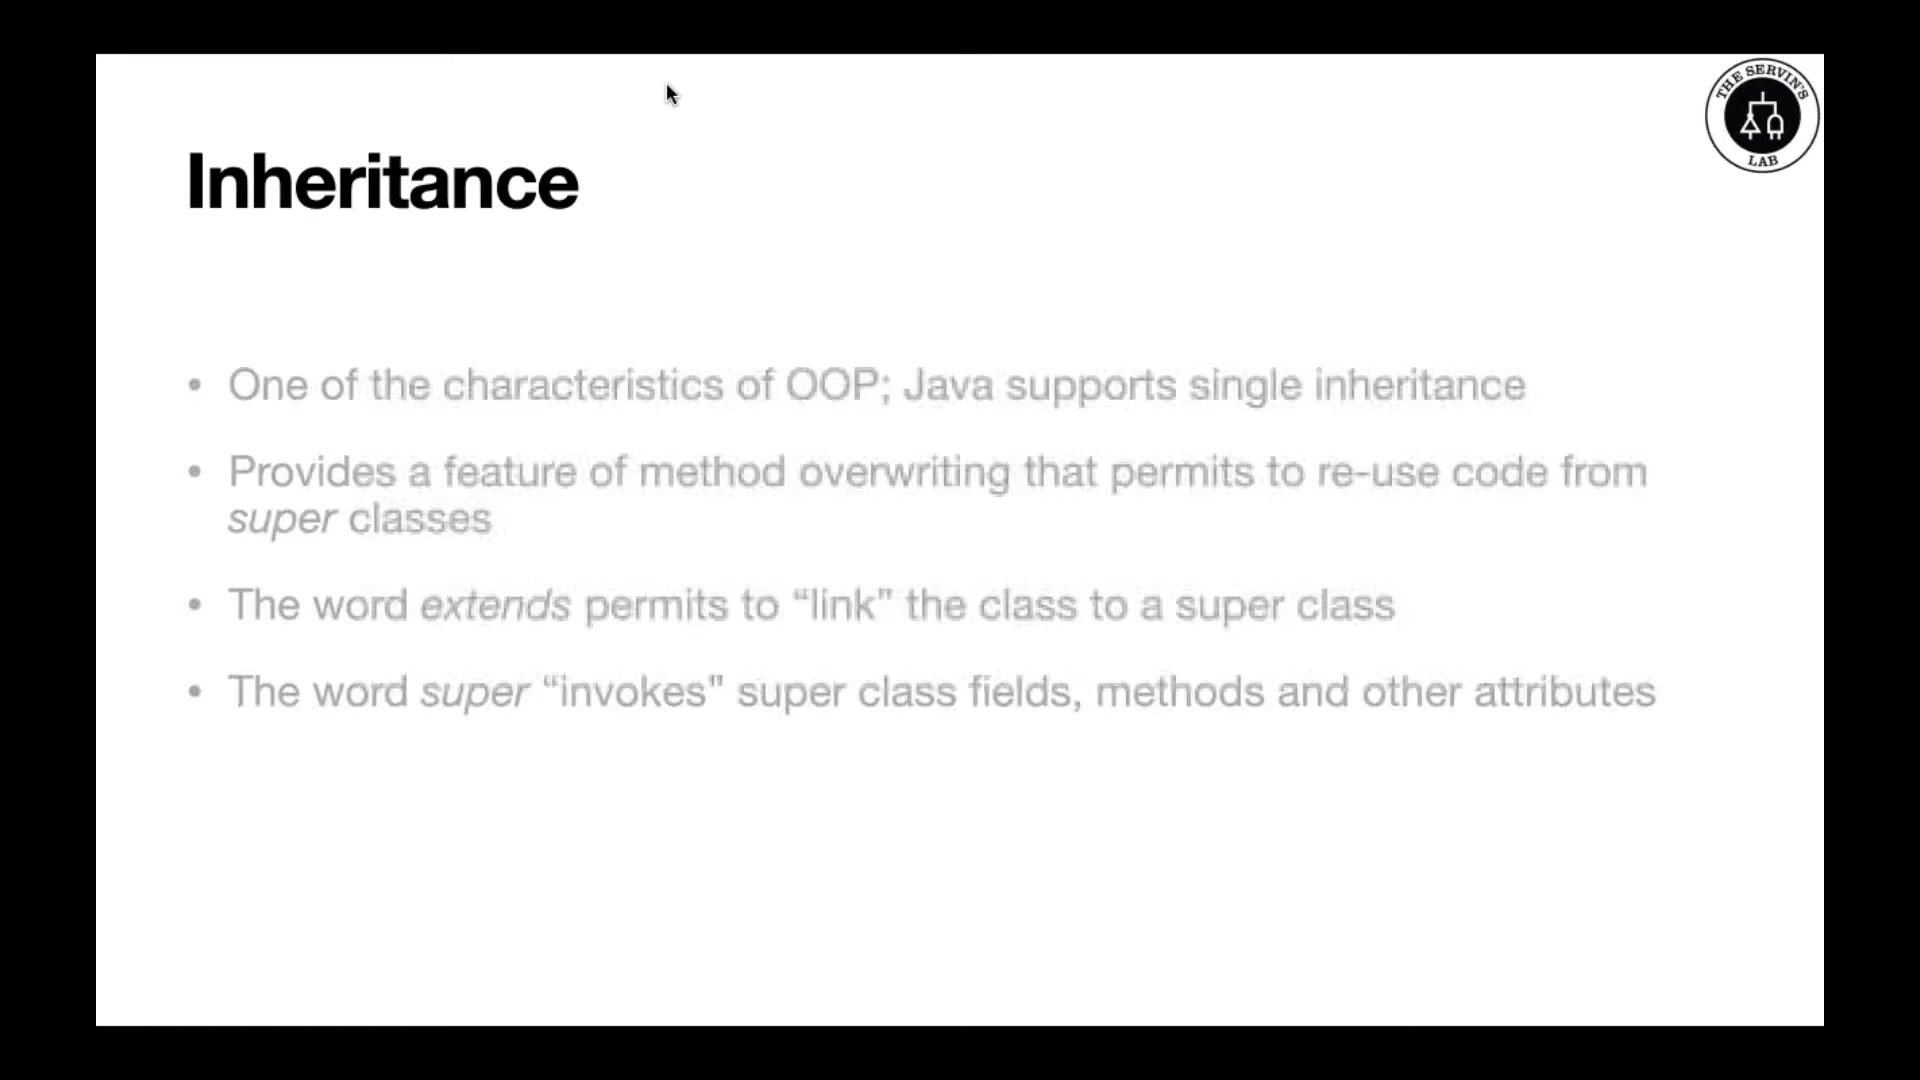 THE SERVIN'S
LAB
Inheritance
• One of the characteristics of OOP; Java supports single inheritance
• Provides a feature of method overwriting that permits to re-use code from
super classes
• The word extends permits to “link” the class to a super class
• The word super “invokes" super class fields, methods and other attributes